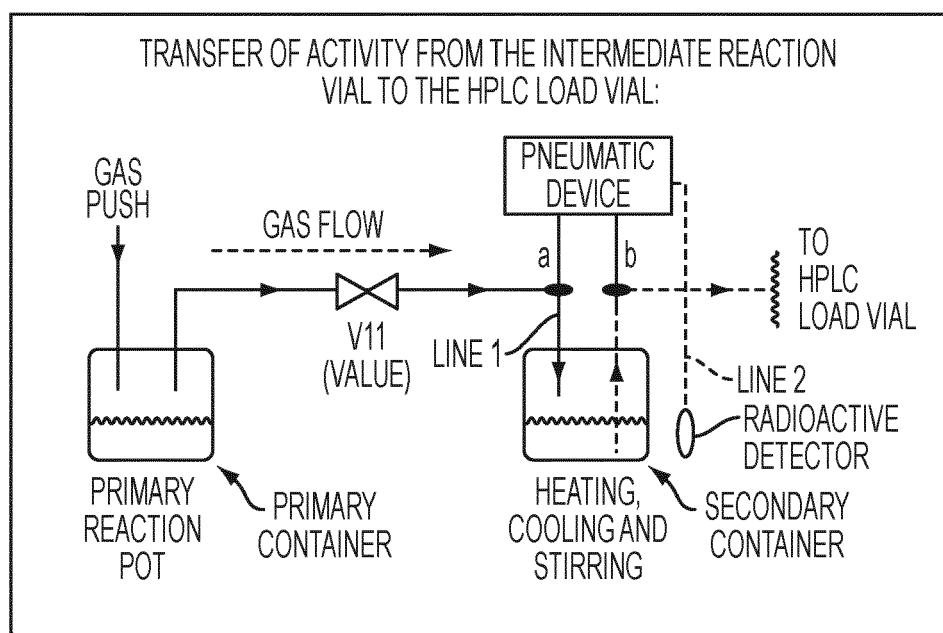 TRANSFER OF ACTIVITY FROM THE INTERMEDIATE REACTION
VIAL TO THE HPLC LOAD VIAL:
GAS
PUSH
GAS FLOW
PNEUMATIC
DEVICE
a
b
TO
HPLC
LOAD VIAL
V11
(VALUE)
LINE 1
LINE 2
RADIOACTIVE
DETECTOR
PRIMARY
REACTION
POT
PRIMARY
CONTAINER
HEATING,
COOLING AND
STIRRING
SECONDARY
CONTAINER